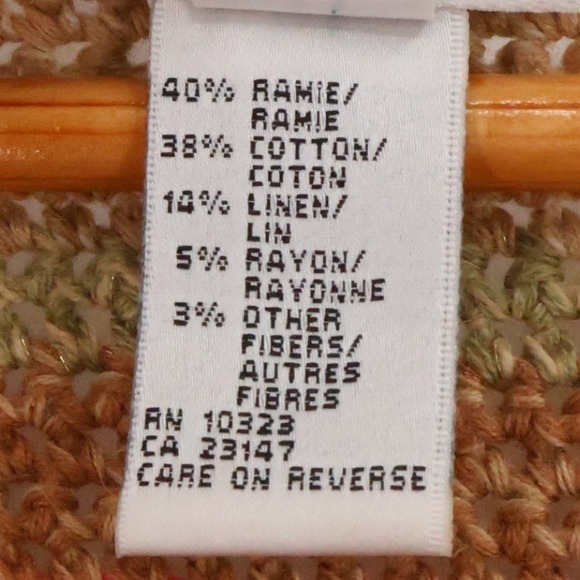 40% RAMIE/
RAMIE
38% COTTON/
COTON
14% LINEN/
LIN
5% RAYON/
RAYONNE
3% OTHER
FIBERS/
AUTRES
FIBRES
RN 10323
CA 23147
CARE ON REVERSE